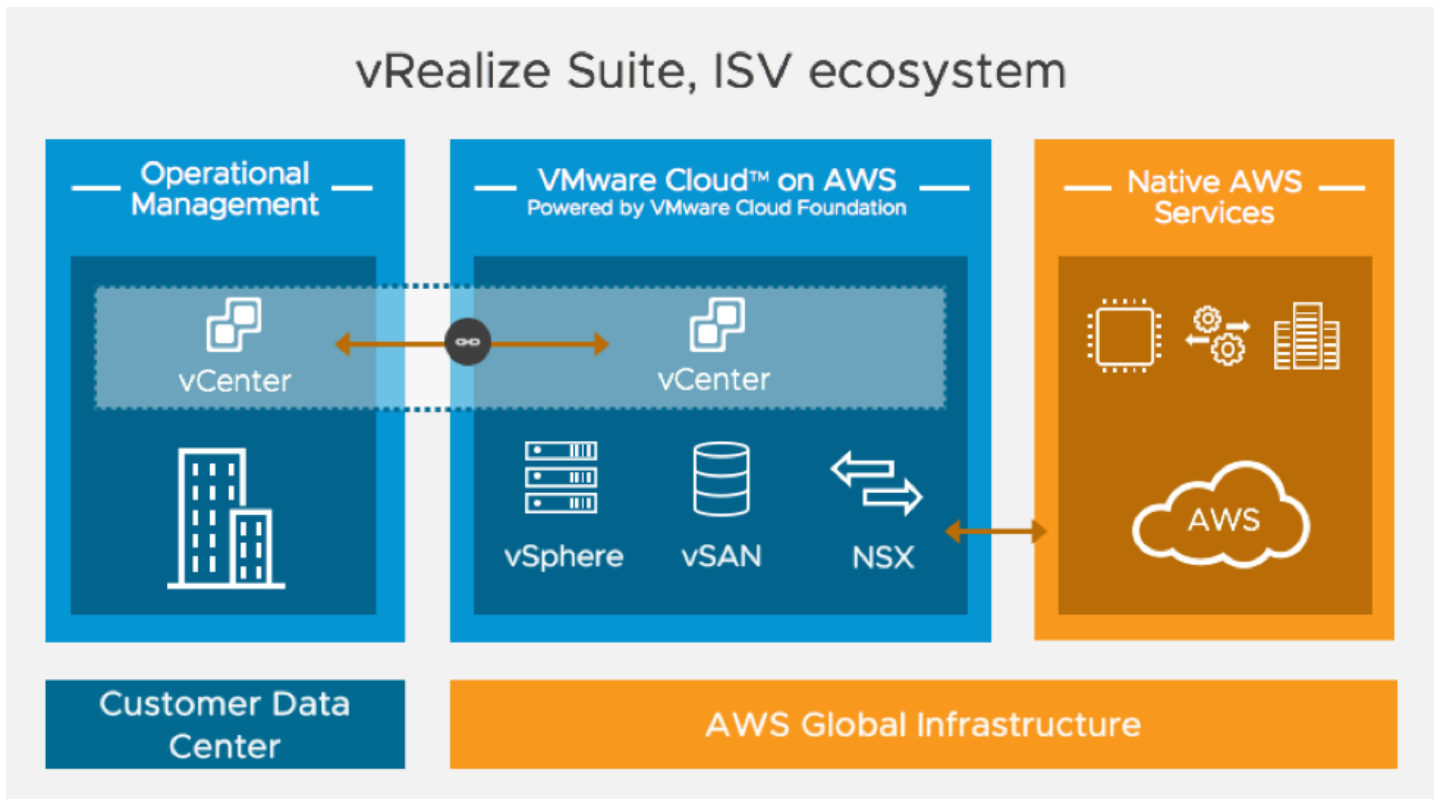 vRealize Suite, ISV ecosystem
Operational
Management
vCenter
VMware Cloud™ on AWS
Powered by VMware Cloud Foundation
vCenter
vSphere
vSAN
NSX
Native AWS
Services
AWS
Customer Data
Center
AWS Global Infrastructure